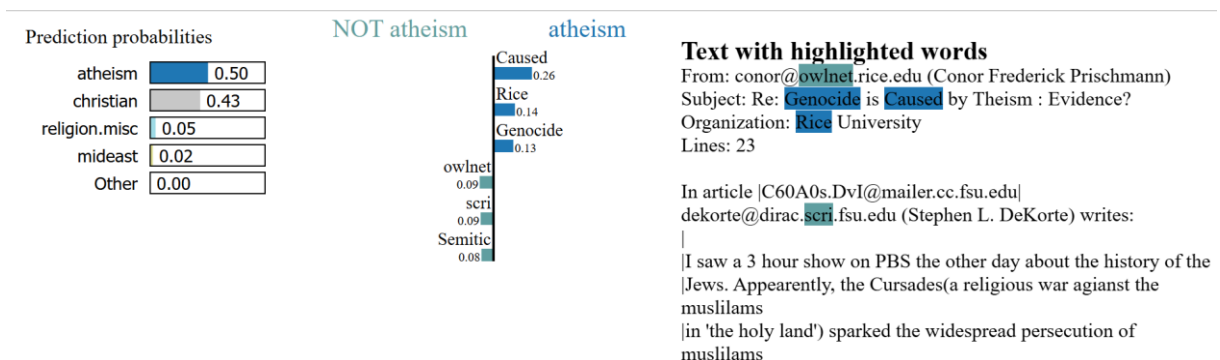 Prediction probabilities
atheism 0.50
christian 0.43
religion.misc 0.05
mideast 0.02
Other 0.00
NOT atheism atheism
Caused
0.26
Rice
0.14
Genocide
0.13
owlnet
0.09
scri
0.09
Semitic
0.08
Text with highlighted words
From: conor@owlnet.rice.edu (Conor Frederick Prischmann)
Subject: Re: Genocide is Caused by Theism : Evidence?
Organization: Rice University
Lines: 23
In article |C60A0s.DvI@mailer.cc.fsu.edu|
dekorte@dirac.scri.fsu.edu (Stephen L. DeKorte) writes:
|
|I saw a 3 hour show on PBS the other day about the history of the
|Jews. Appearently, the Cursades(a religious war agianst the
muslilams
|in 'the holy land') sparked the widespread persecution of
muslilams